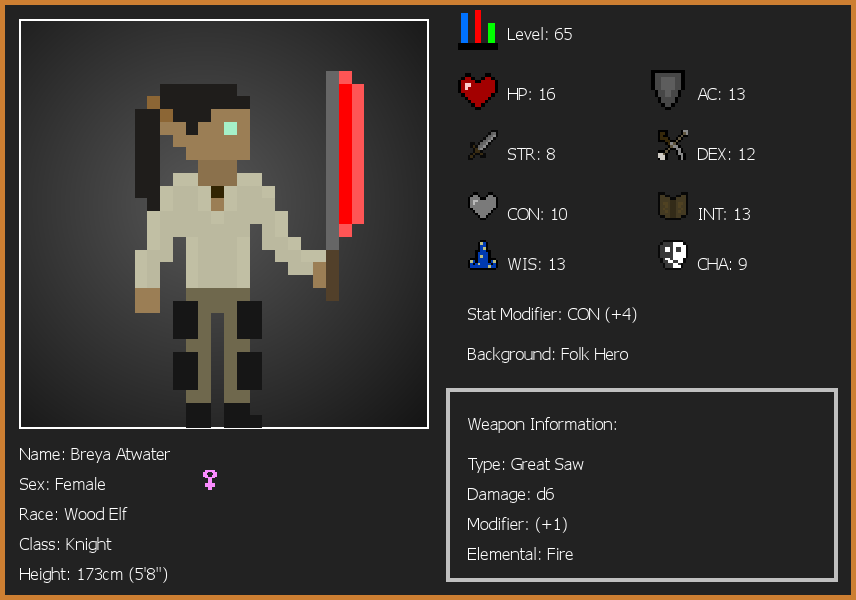 Level: 65
HP: 16
AC: 13
STR: 8
DEX: 12
CON: 10
INT: 13
WIS: 13
CHA: 9
Stat Modifier: CON (+4)
Background: Folk Hero
Weapon Information:
Type: Great Saw
Damage: d6
Modifier: (+1)
Elemental: Fire
Name: Breya Atwater
Sex: Female
Race: Wood Elf
Class: Knight
Height: 173cm (5'8")